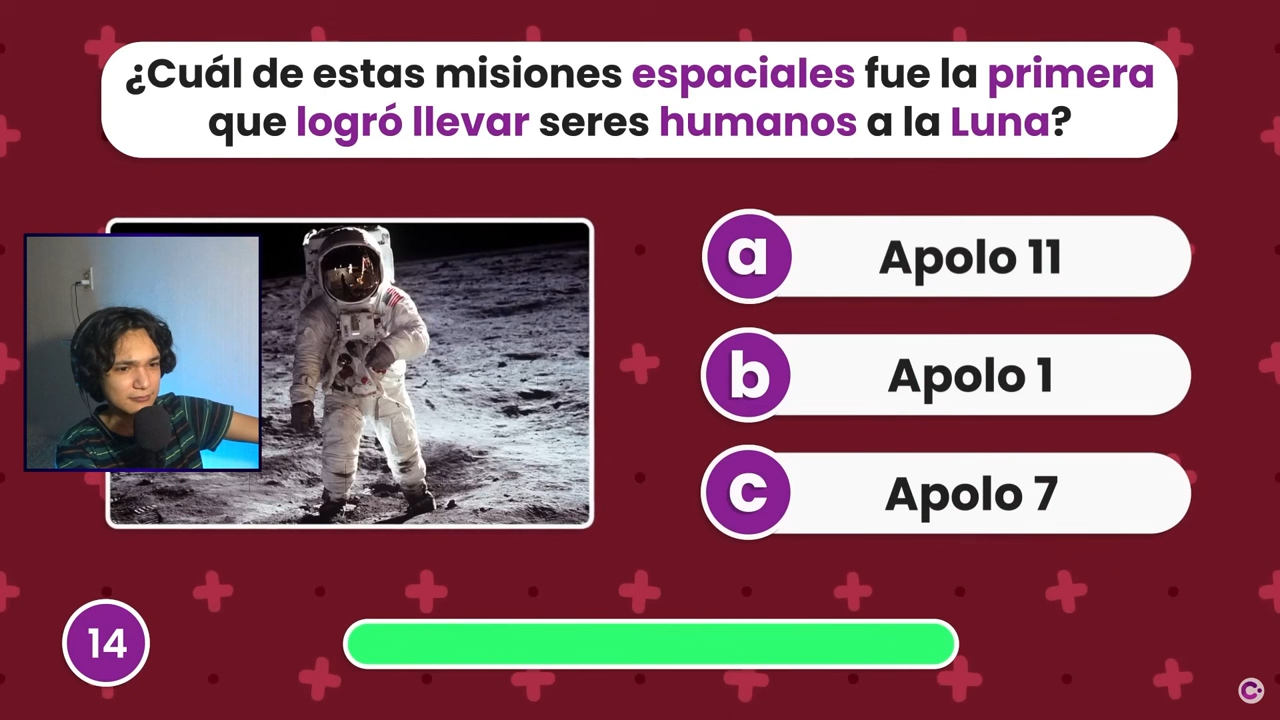 ¿Cuál de estas misiones espaciales fue la primera
que logró llevar seres humanos a la Luna?
a Apolo 11
b Apolo 1
c Apolo 7
14